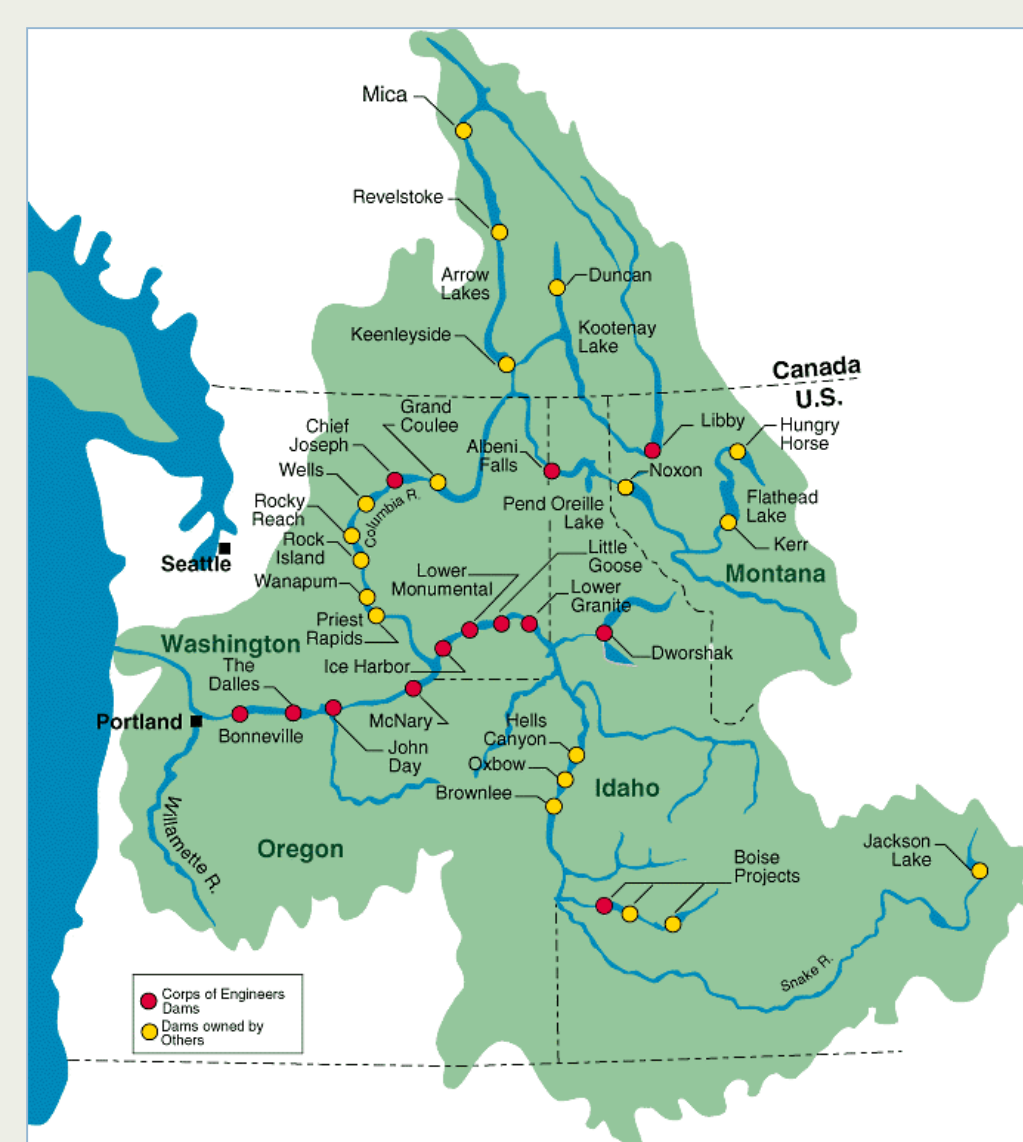 Mica
Revelstoke
Arrow
Lakes
Duncan
Keenleyside
Kootenay
Lake
Canada
U.S.
Grand
Coulee
Chief
Joseph
Wells
Rocky
Reach
Columbia R.
Rock
Island
Wanapum
Priest
Rapids
Albeni
Falls
Libby
Hungry
Horse
Noxon
Pend Oreille
Lake
Flathead
Lake
Kerr
Montana
Seattle
Little
Goose
Lower
Monumental
Lower
Granite
Washington
Ice Harbor
Dworshak
The
Dalles
Portland
Bonneville
McNary
John
Day
Hells
Canyon
Oxbow
Brownlee
Idaho
Willamette R.
Oregon
Boise
Projects
Jackson
Lake
Snake R.
Corps of Engineers
Dams
Dams owned by
Others